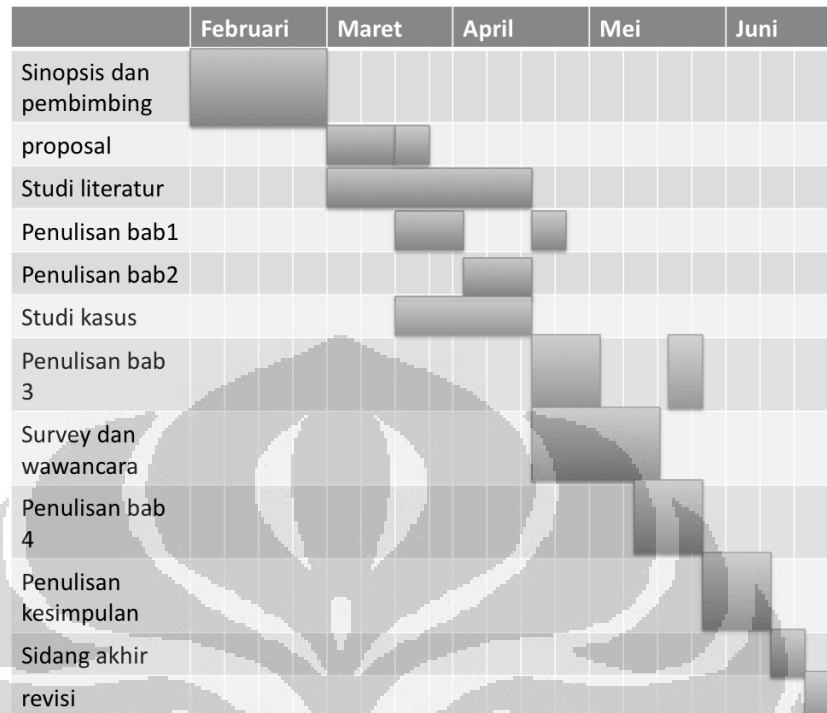 Februari Maret April Mei Juni
Sinopsis dan
pembimbing
proposal
Studi literatur
Penulisan bab1
Penulisan bab2
Studi kasus
Penulisan bab
3
Survey dan
wawancara
Penulisan bab
4
Penulisan
kesimpulan
Sidang akhir
revisi